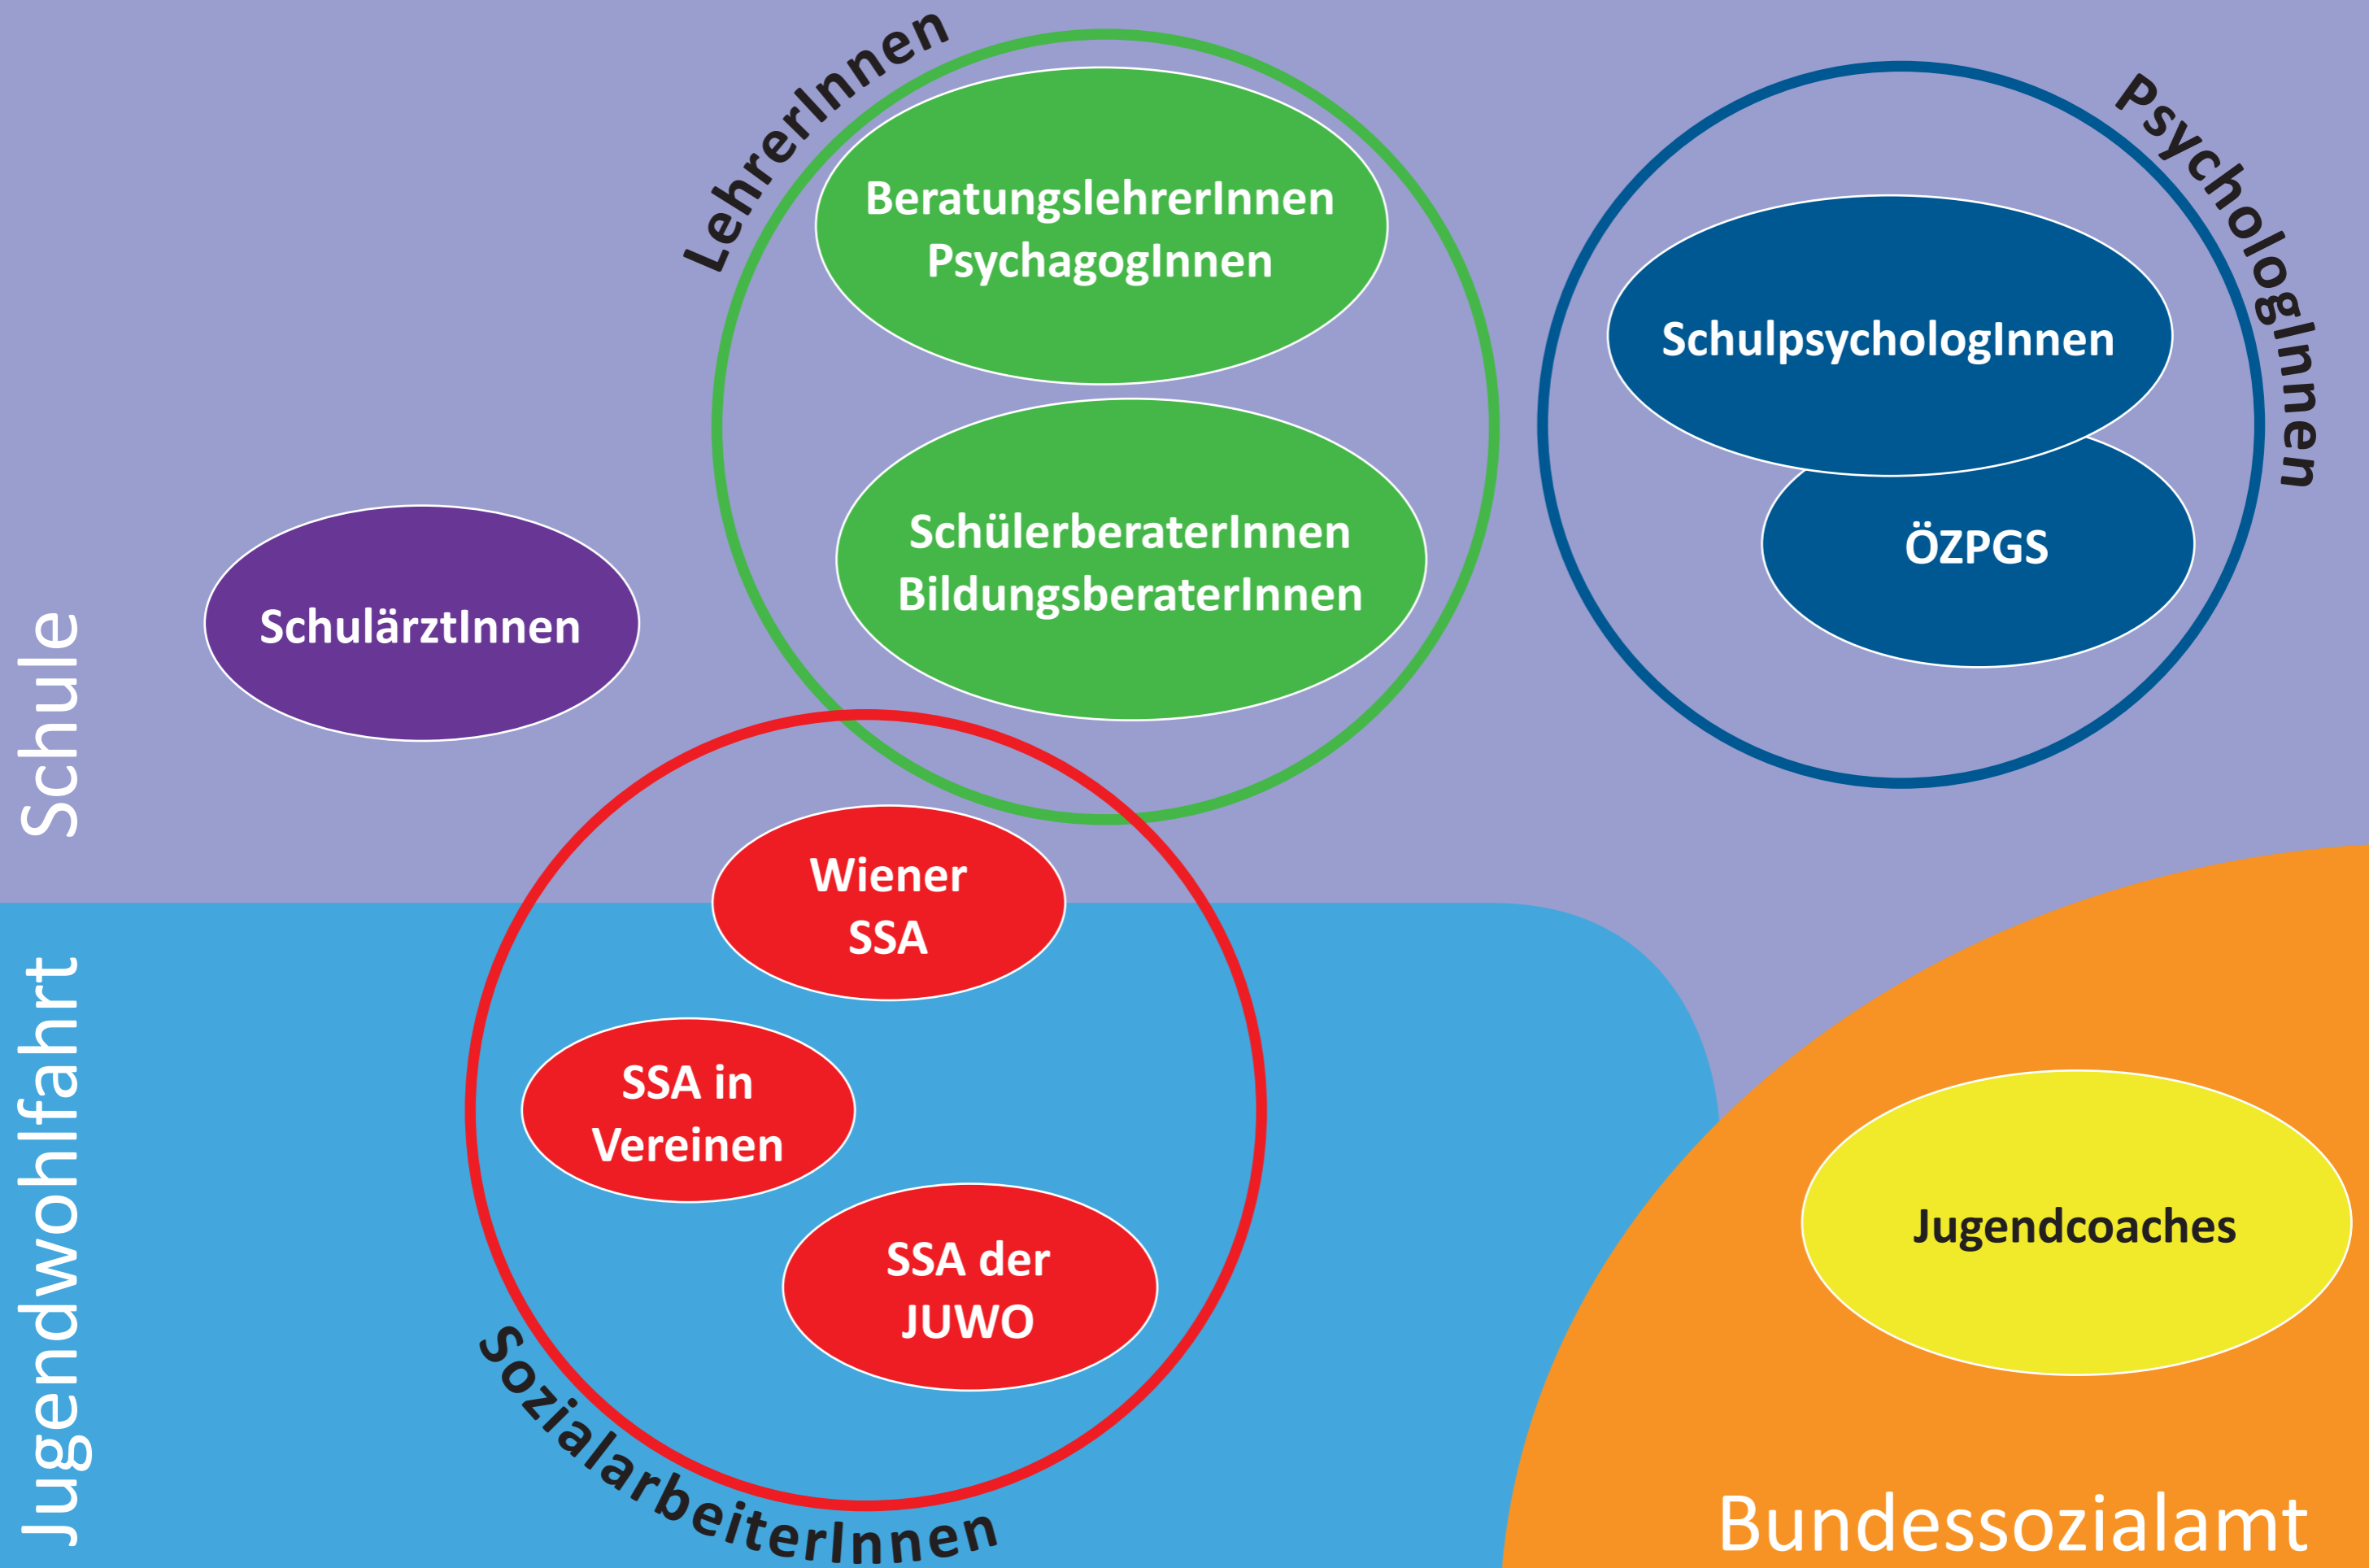 LehrerInnen
BeratungslehrerInnen
PsychagogInnen
SchülerberaterInnen
BildungsberaterInnen
PsychologInnen
SchulpsychologInnen
ÖZPGS
SchulärztInnen
Schule
Wiener
SSA
SSA in
Vereinen
SSA der
JUWO
SozialarbeiterInnen
Jugendwohlfahrt
Jugendcoaches
Bundessozialamt